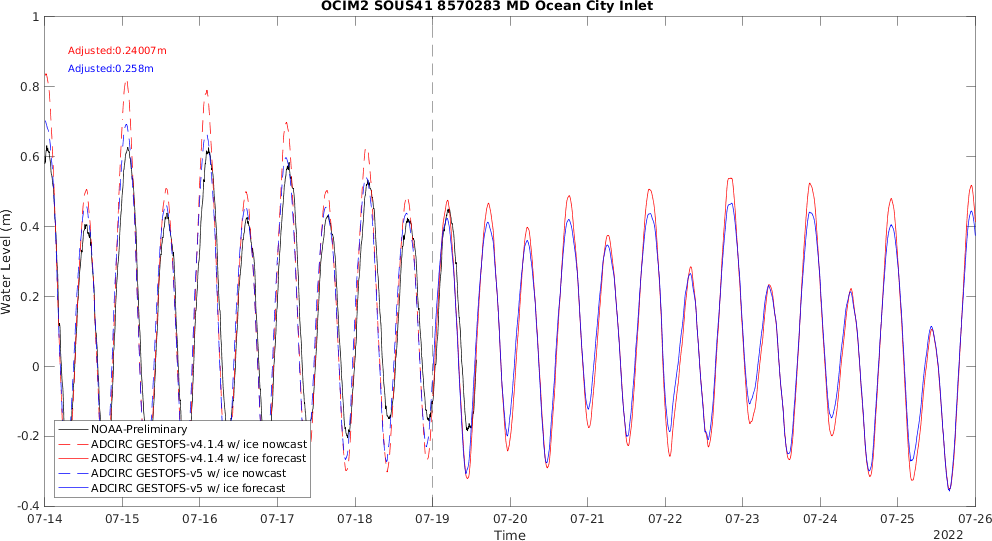 OCIM2 SOUS41 8570283 MD Ocean City Inlet
Adjusted:0.24007m
Adjusted:0.258m
Water Level (m)
1
0.8
0.6
0.4
0.2
0
-0.2
-0.4
NOAA-Preliminary
ADCIRC GESTOFS-v4.1.4 w/ ice nowcast
ADCIRC GESTOFS-v4.1.4 w/ ice forecast
ADCIRC GESTOFS-v5 w/ ice nowcast
ADCIRC GESTOFS-v5 w/ ice forecast
07-14 07-15 07-16 07-17 07-18 07-19 07-20 07-21 07-22 07-23 07-24 07-25 07-26
Time
2022